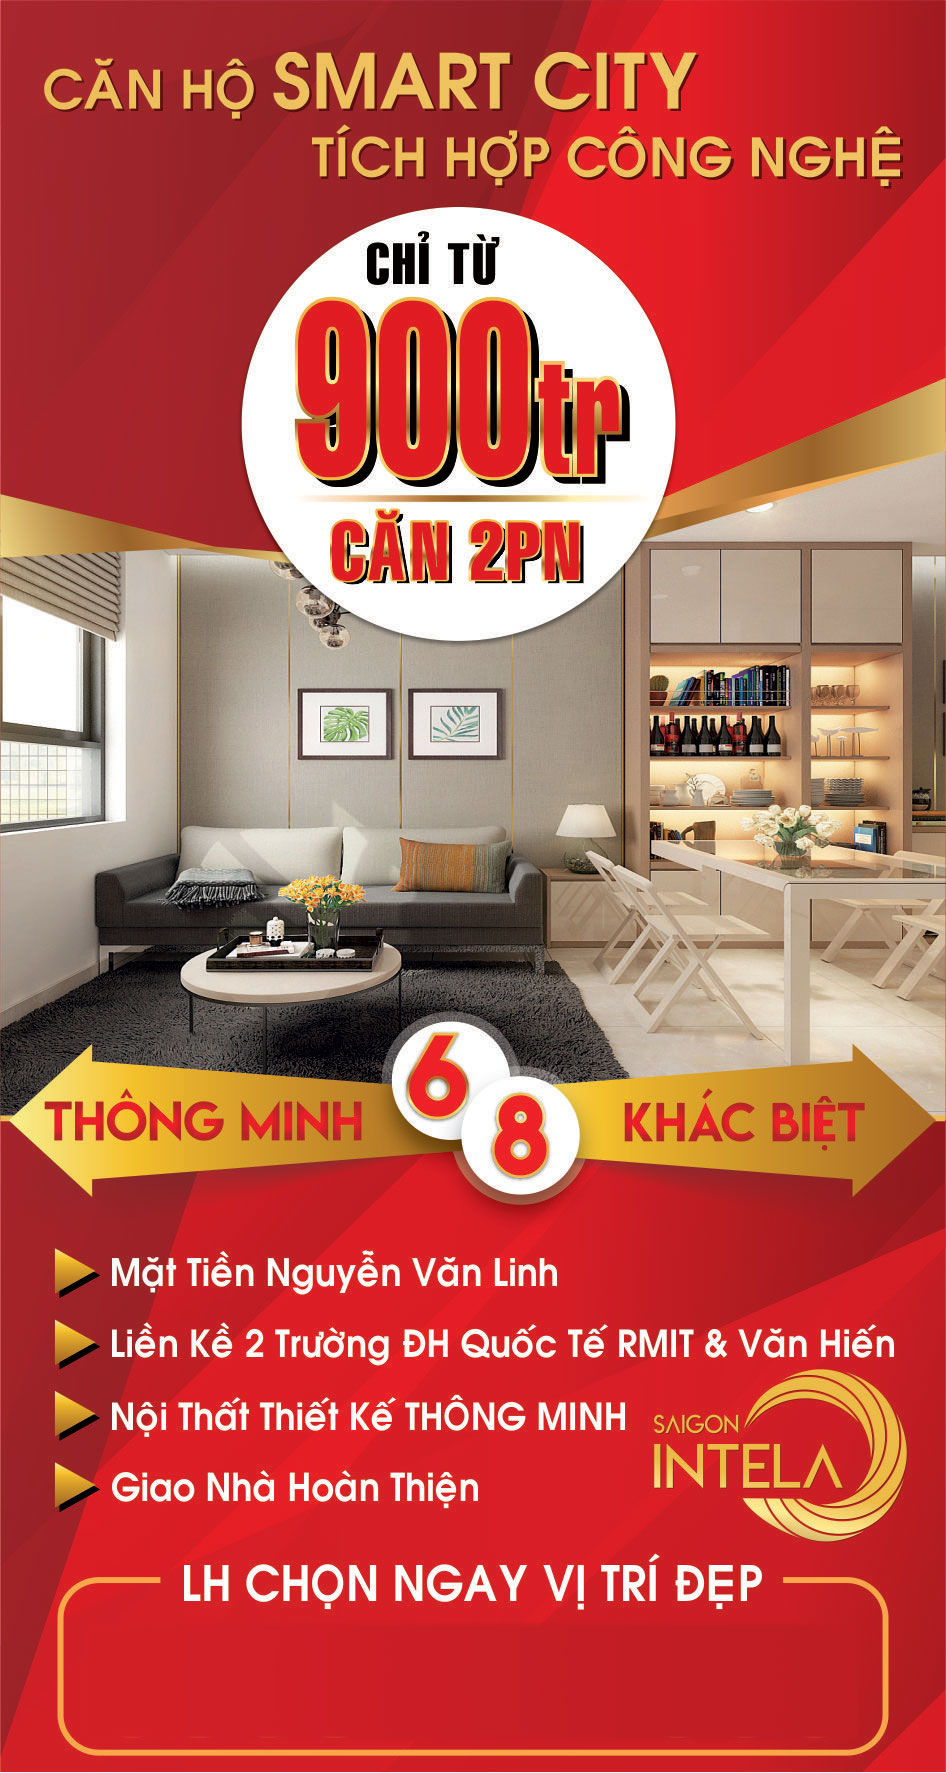 CĂN HỘ SMART CITY
TÍCH HỢP CÔNG NGHỆ
CHỈ TỪ
900tr
CĂN 2PN
THÔNG MINH 68 KHÁC BIỆT
Mặt Tiền Nguyễn Văn Linh
Liền Kề 2 Trường ĐH Quốc Tế RMIT & Văn Hiến
Nội Thất Thiết Kế THÔNG MINH
Giao Nhà Hoàn Thiện
SAIGON
INTELA
LH CHỌN NGAY VỊ TRÍ ĐẸP